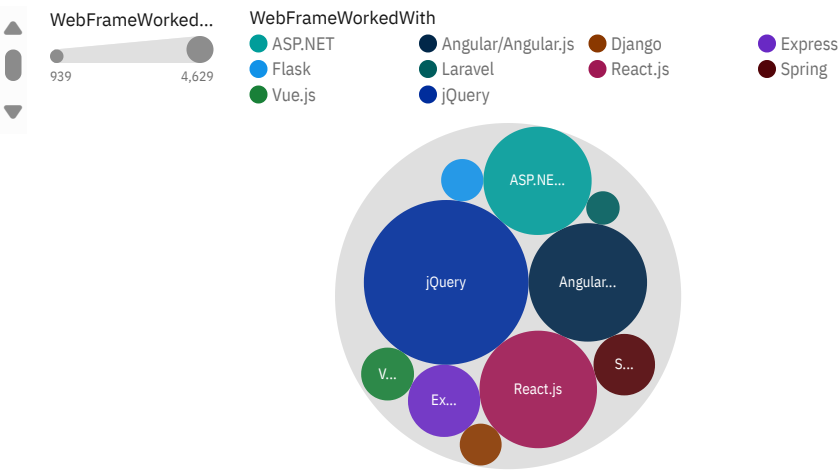 WebFrameWorked...
939
4,629
WebFrameWorkedWith
ASP.NET
Angular/Angular.js
Django
Express
Flask
Laravel
React.js
Spring
Vue.js
jQuery
ASP.NE...
jQuery
Angular...
S...
V...
React.js
Ex...